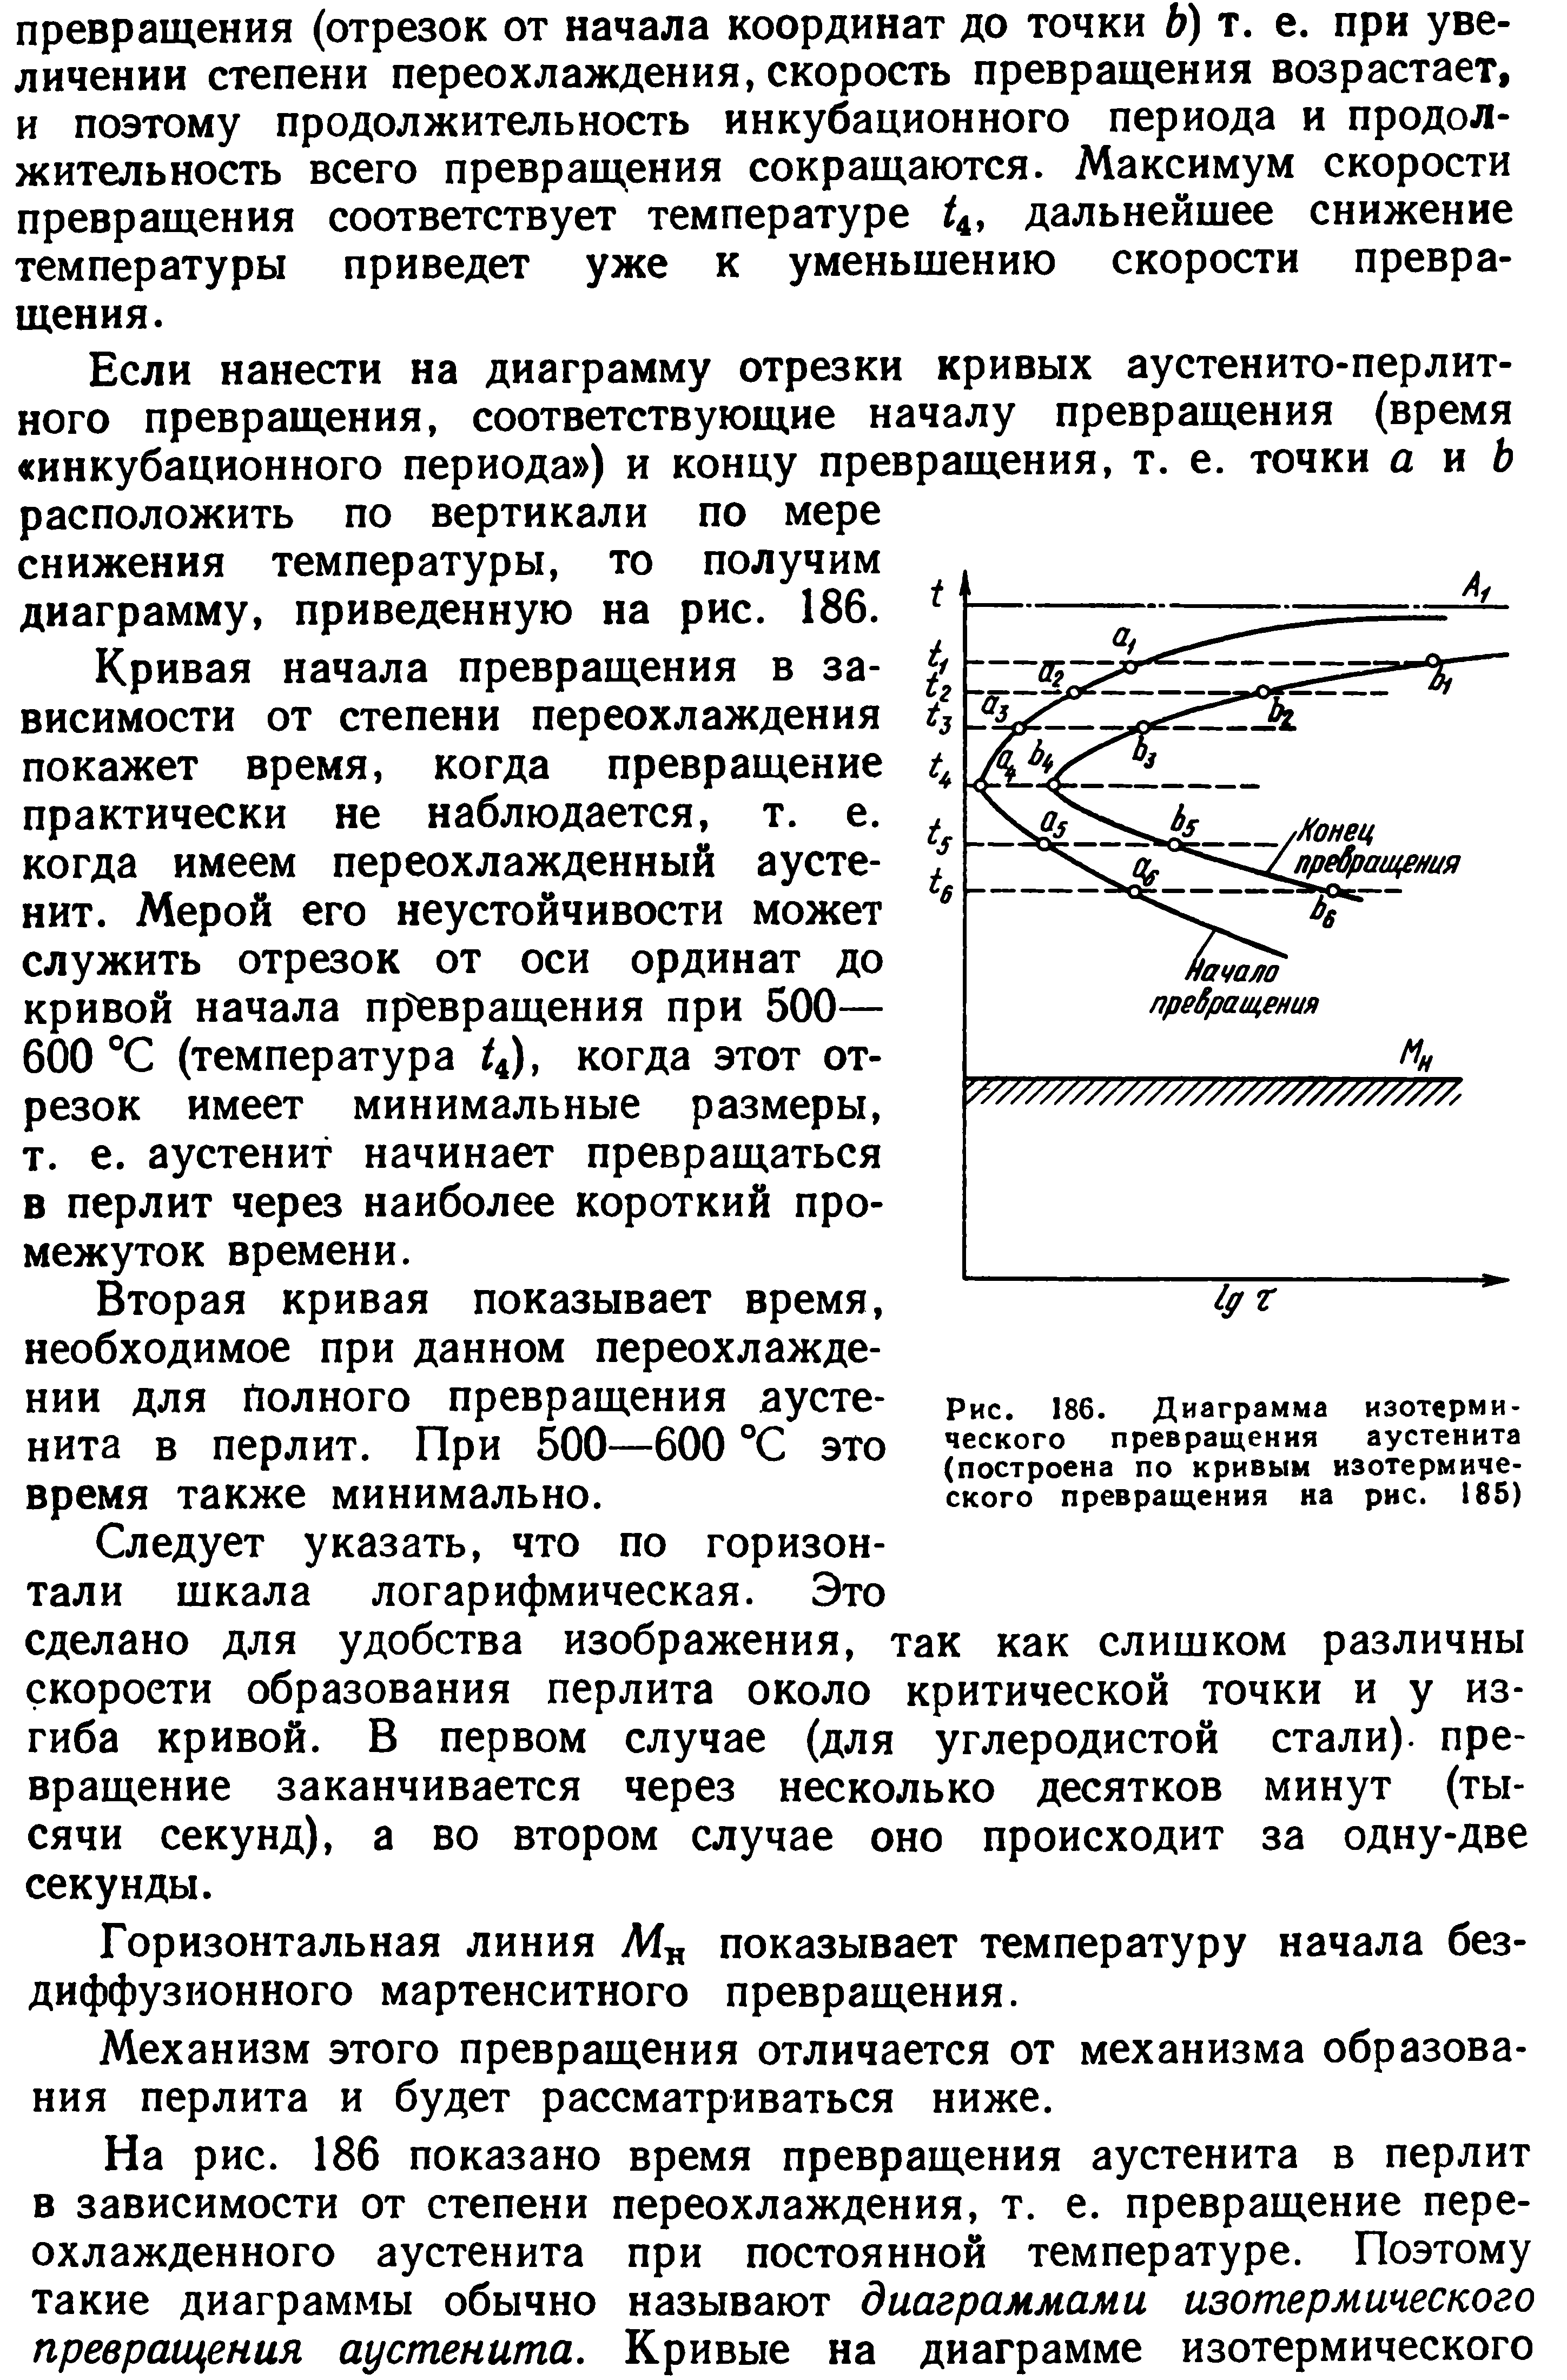 превращения (отрезок от начала координат до точки b) т. е. при уве-
личении степени переохлаждения, скорость превращения возрастает,
и поэтому продолжительность инкубационного периода и продол-
жительность всего превращения сокращаются. Максимум скорости
превращения соответствует температуре t₄, дальнейшее снижение
температуры приведет уже к уменьшению скорости превра-
щения.
Если нанести на диаграмму отрезки кривых аустенито-перлит-
ного превращения, соответствующие началу превращения (время
«инкубационного периода») и концу превращения, т. е. точки a и b
расположить по вертикали по мере
снижения температуры, то получим
диаграмму, приведенную на рис. 186.
Кривая начала превращения в за-
висимости от степени переохлаждения
покажет время, когда превращение
практически не наблюдается, т. е.
когда имеем переохлажденный аусте-
нит. Мерой его неустойчивости может
служить отрезок от оси ординат до
кривой начала превращения при 500—
600 °C (температура t₄), когда этот от-
резок имеет минимальные размеры,
т. е. аустенит начинает превращаться
в перлит через наиболее короткий про-
межуток времени.
Вторая кривая показывает время,
необходимое при данном переохлажде-
нии для полного превращения аусте-
нита в перлит. При 500—600 °C это
время также минимально.
Следует указать, что по горизон-
тали шкала логарифмическая. Это
t
A₁
t₁
a₁
b₁
t₂
a₂
b₂
t₃
a₃
b₃
t₄
a₄
b₄
t₅
a₅
b₅
t₆
a₆
b₆
Конец
превращения
Начало
превращения
Mн
lg τ
Рис. 186. Диаграмма изотерми-
ческого превращения аустенита
(построена по кривым изотермиче-
ского превращения на рис. 185)
сделано для удобства изображения, так как слишком различны
скорости образования перлита около критической точки и у из-
гиба кривой. В первом случае (для углеродистой стали) пре-
вращение заканчивается через несколько десятков минут (ты-
сячи секунд), а во втором случае оно происходит за одну-две
секунды.
Горизонтальная линия Mн показывает температуру начала без-
диффузионного мартенситного превращения.
Механизм этого превращения отличается от механизма образова-
ния перлита и будет рассматриваться ниже.
На рис. 186 показано время превращения аустенита в перлит
в зависимости от степени переохлаждения, т. е. превращение пере-
охлажденного аустенита при постоянной температуре. Поэтому
такие диаграммы обычно называют диаграммами изотермического
превращения аустенита. Кривые на диаграмме изотермического